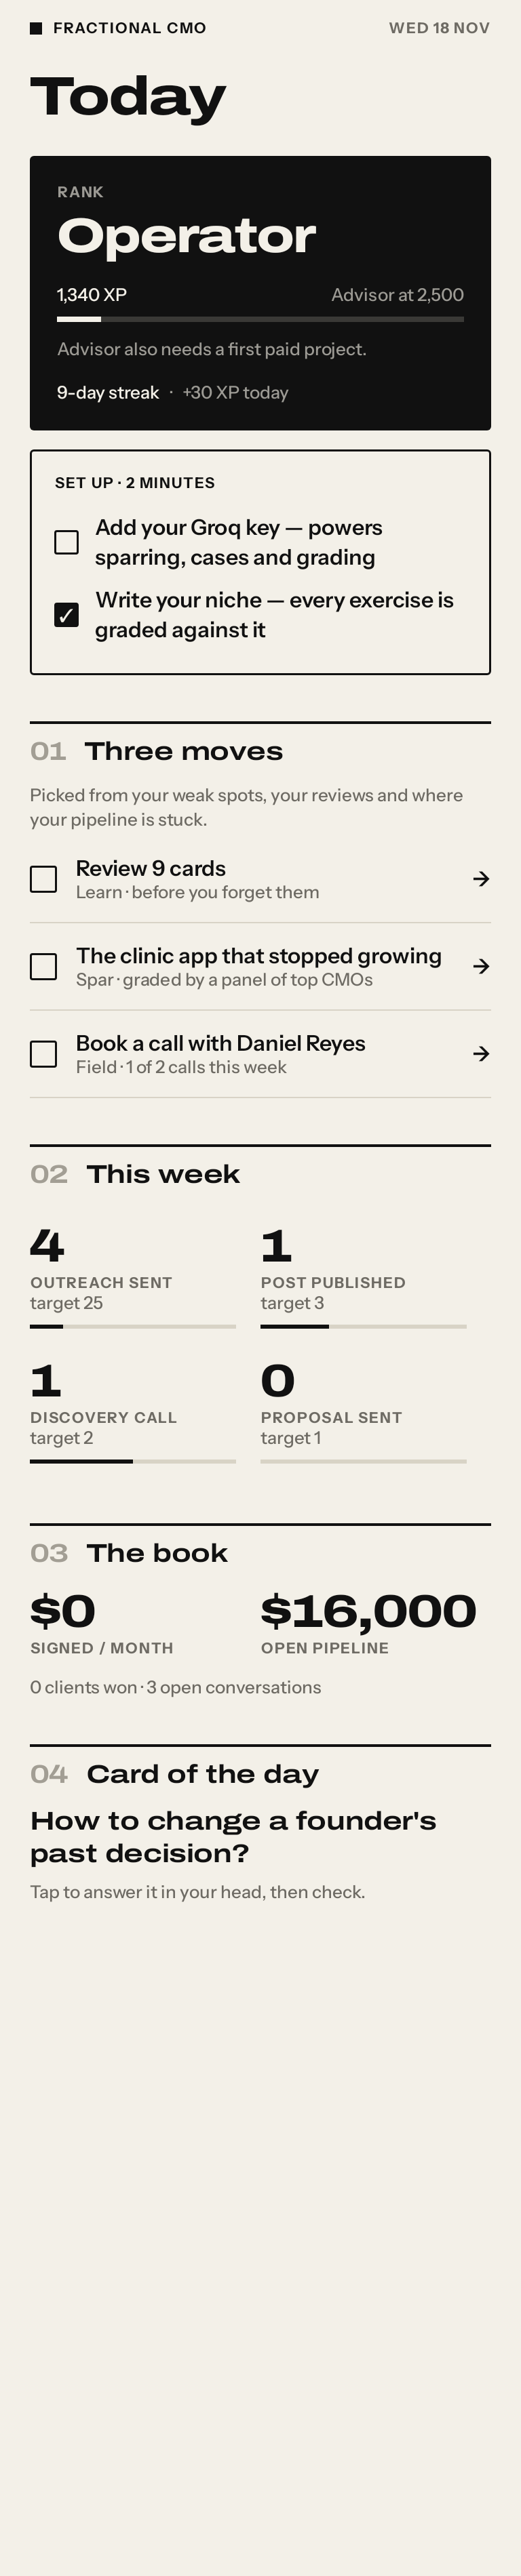 FRACTIONAL CMO
WED 18 NOV
Today
RANK
Operator
1,340 XP
Advisor at 2,500
Advisor also needs a first paid project.
9-day streak · +30 XP today
SET UP · 2 MINUTES
Add your Groq key — powers
sparring, cases and grading
✓
Write your niche — every exercise is
graded against it
01 Three moves
Picked from your weak spots, your reviews and where
your pipeline is stuck.
Review 9 cards
Learn · before you forget them
→
The clinic app that stopped growing
Spar · graded by a panel of top CMOs
→
Book a call with Daniel Reyes
Field · 1 of 2 calls this week
→
02 This week
4
OUTREACH SENT
target 25
1
POST PUBLISHED
target 3
1
DISCOVERY CALL
target 2
0
PROPOSAL SENT
target 1
03 The book
$0
SIGNED / MONTH
$16,000
OPEN PIPELINE
0 clients won · 3 open conversations
04 Card of the day
How to change a founder's
past decision?
Tap to answer it in your head, then check.